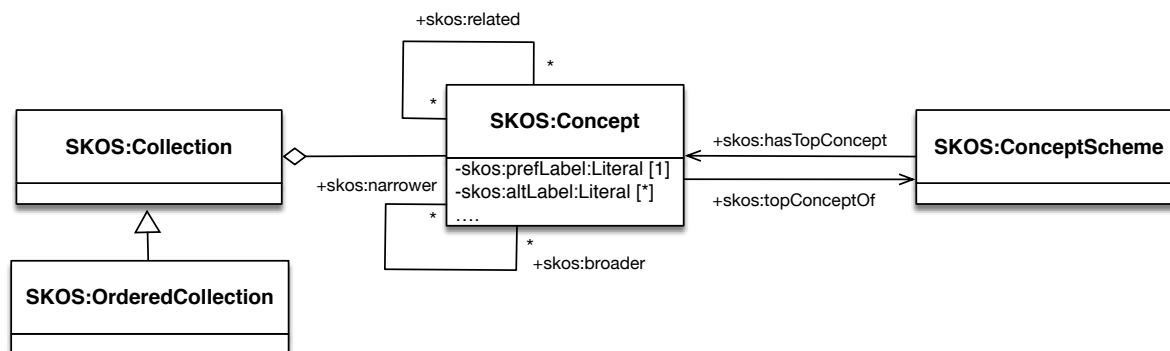 +skos:related
*
*
SKOS:Collection
SKOS:Concept
SKOS:ConceptScheme
+skos:hasTopConcept
-skos:prefLabel:Literal [1]
-skos:altLabel:Literal [*]
....
+skos:narrower
*
+skos:topConceptOf
*
+skos:broader
SKOS:OrderedCollection